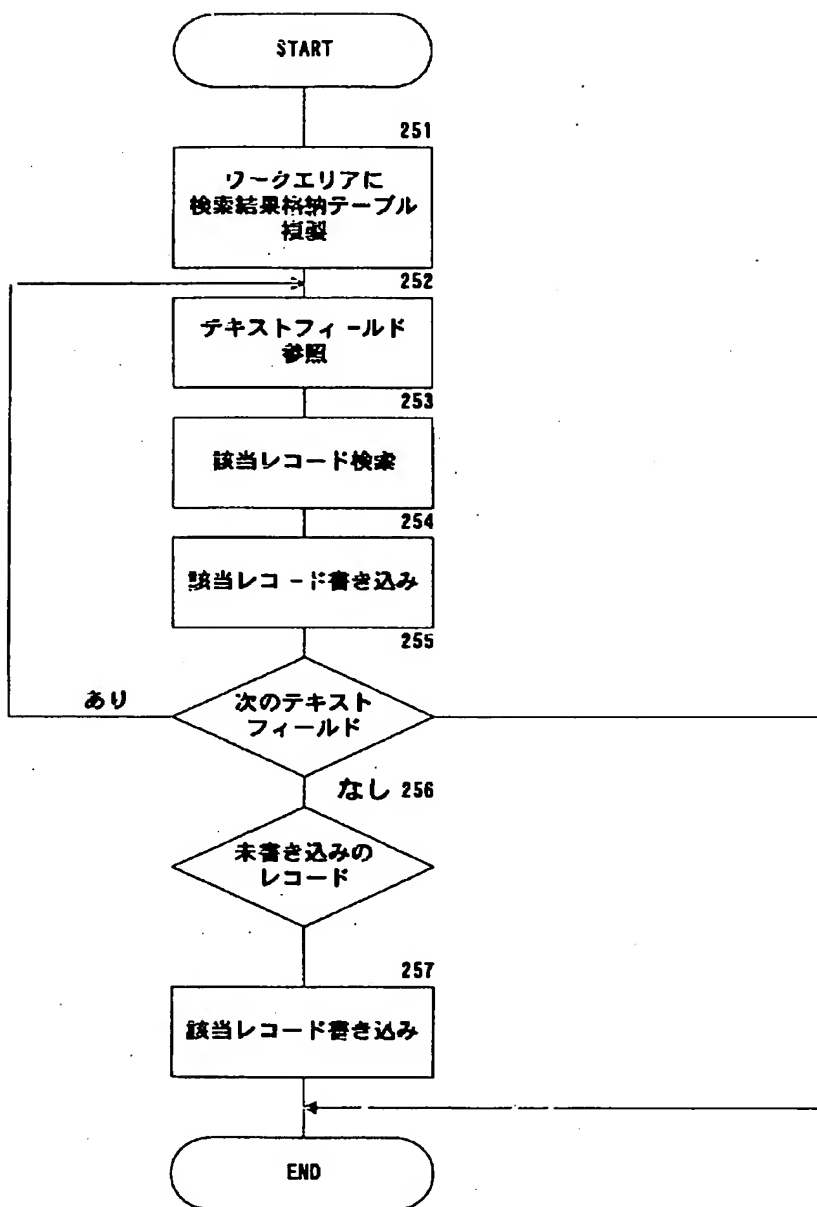 START
251
ワークエリアに
検索結果格納テーブル
複製
252
テキストフィールド
参照
253
該当レコード検索
254
該当レコード書き込み
255
あり
次のテキスト
フィールド
なし 256
未書き込みの
レコード
257
該当レコード書き込み
END